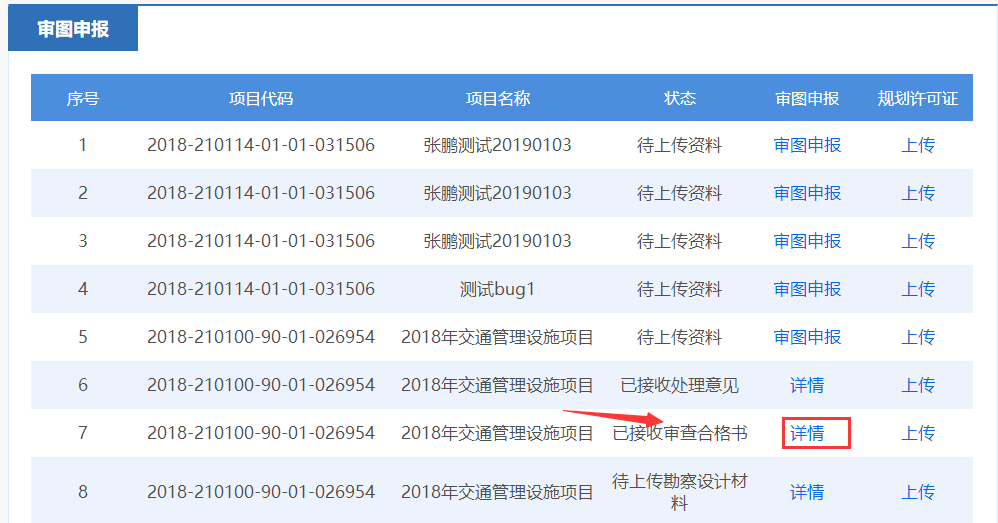 审图申报
序号 项目代码 项目名称 状态 审图申报 规划许可证
1 2018-210114-01-01-031506 张鹏测试20190103 待上传资料 审图申报 上传
2 2018-210114-01-01-031506 张鹏测试20190103 待上传资料 审图申报 上传
3 2018-210114-01-01-031506 张鹏测试20190103 待上传资料 审图申报 上传
4 2018-210114-01-01-031506 测试bug1 待上传资料 审图申报 上传
5 2018-210100-90-01-026954 2018年交通管理设施项目 待上传资料 审图申报 上传
6 2018-210100-90-01-026954 2018年交通管理设施项目 已接收处理意见 详情 上传
7 2018-210100-90-01-026954 2018年交通管理设施项目 已接收审查合格书 详情 上传
8 2018-210100-90-01-026954 2018年交通管理设施项目 待上传勘察设计材 详情 上传
料